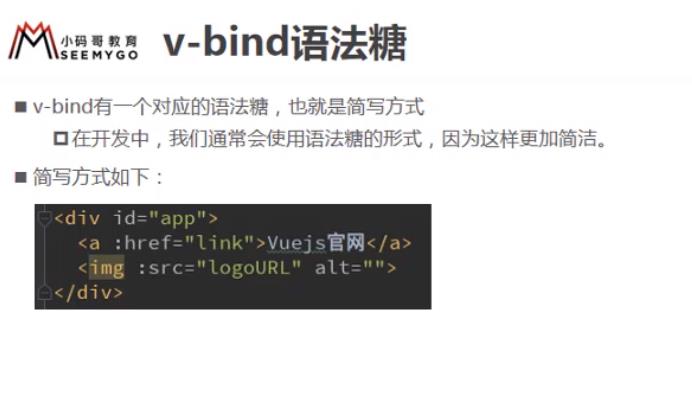 小码哥教育
SEEMYGO
v-bind语法糖
v-bind有一个对应的语法糖，也就是简写方式
在开发中，我们通常会使用语法糖的形式，因为这样更加简洁。
简写方式如下：
<div id="app">
<a :href="link">Vuejs官网</a>
<img :src="logoURL" alt="">
</div>